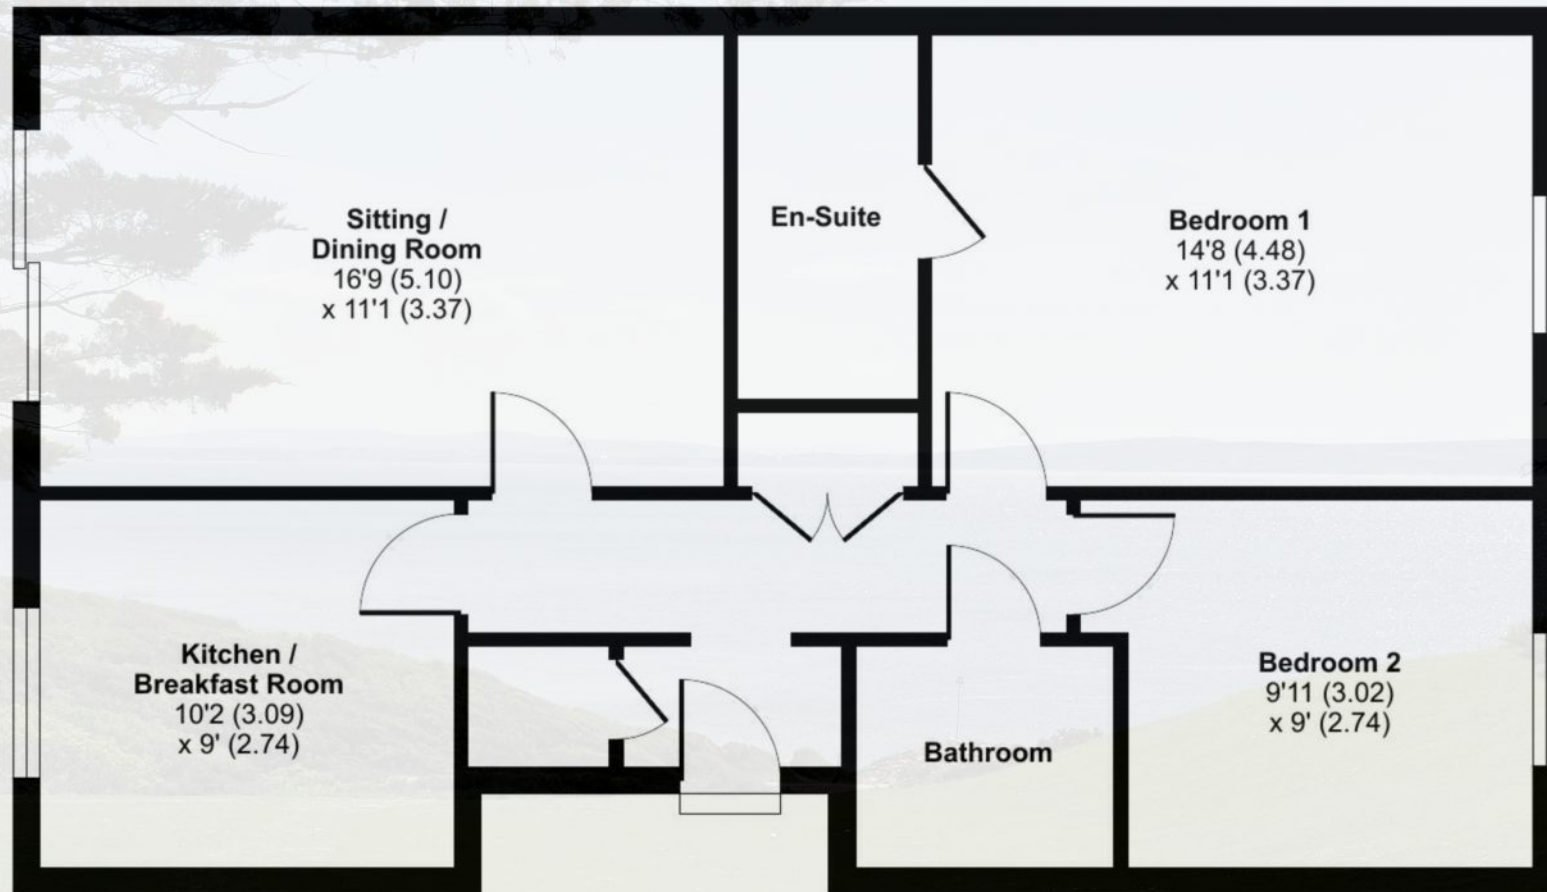 Sitting /
Dining Room
16'9 (5.10)
x 11'1 (3.37)
En-Suite
Bedroom 1
14'8 (4.48)
x 11'1 (3.37)
Kitchen /
Breakfast Room
10'2 (3.09)
x 9' (2.74)
Bathroom
Bedroom 2
9'11 (3.02)
x 9' (2.74)